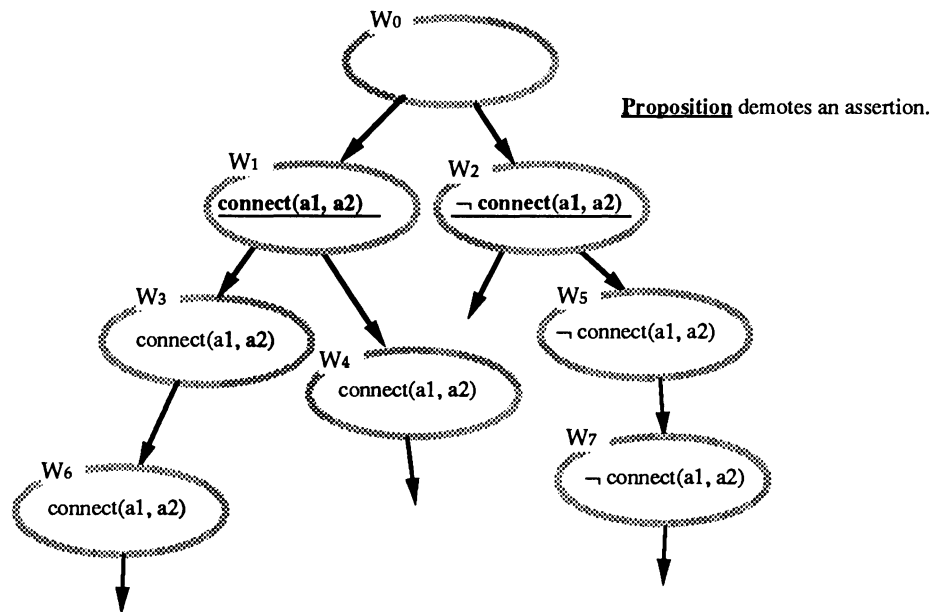 W0
Proposition demotes an assertion.
W1
connect(a1, a2)
W2
¬ connect(a1, a2)
W3
connect(a1, a2)
W4
connect(a1, a2)
W5
¬ connect(a1, a2)
W6
connect(a1, a2)
W7
¬ connect(a1, a2)